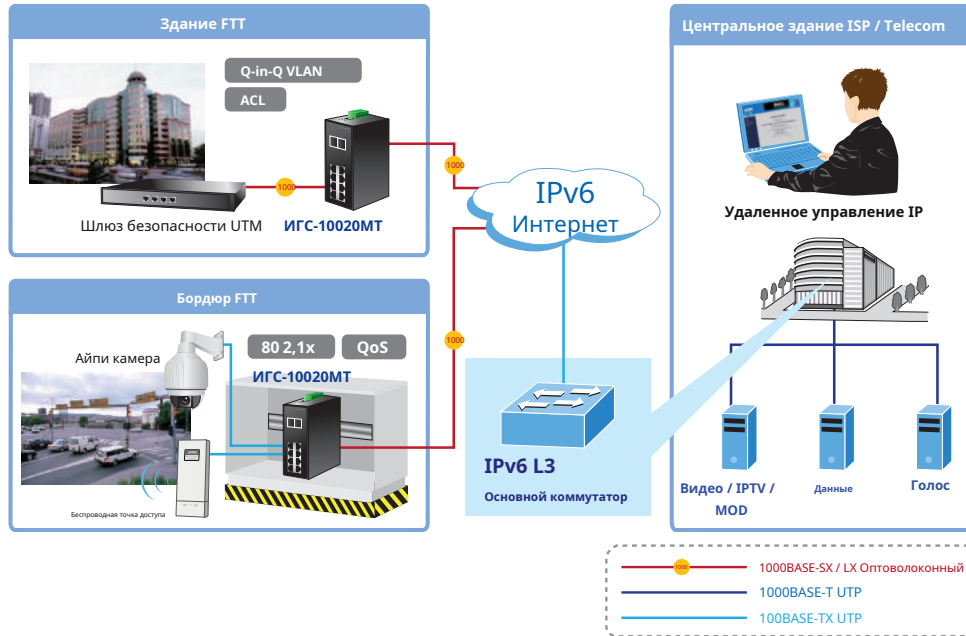 Здание FTT
Q-in-Q VLAN
ACL
1000
Шлюз безопасности UTM
ИГС-10020МТ
1000
IPv6
Интернет
Бордюр FTT
Айпи камера
80 2,1x
QoS
ИГС-10020МТ
1000
Беспроводная точка доступа
IPv6 L3
Основной коммутатор
Центральное здание ISP / Telecom
Удаленное управление IP
Видео / IPTV /
MOD
Данные
Голос
1000
1000BASE-SX / LX Оптоволоконный
1000BASE-T UTP
100BASE-TX UTP